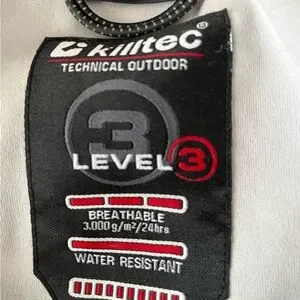 killtec®
TECHNICAL OUTDOOR
3
LEVEL 3
BREATHABLE
3.000 g/m²/24hrs
WATER RESISTANT